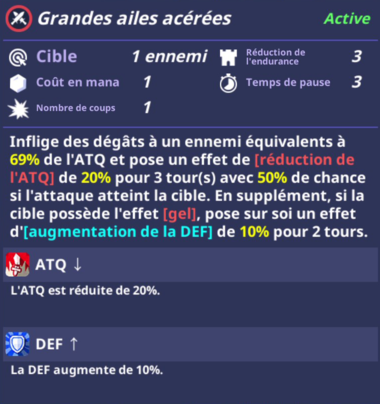 Grandes ailes acérées Active
Cible 1 ennemi Réduction de l'endurance 3
Coût en mana 1 Temps de pause 3
Nombre de coups 1
Inflige des dégâts à un ennemi équivalents à
69% de l'ATQ et pose un effet de [réduction de
l'ATQ] de 20% pour 3 tour(s) avec 50% de chance
si l'attaque atteint la cible. En supplément, si la
cible possède l'effet [gel], pose sur soi un effet
d'[augmentation de la DEF] de 10% pour 2 tours.
ATQ ↓
L'ATQ est réduite de 20%.
DEF ↑
La DEF augmente de 10%.